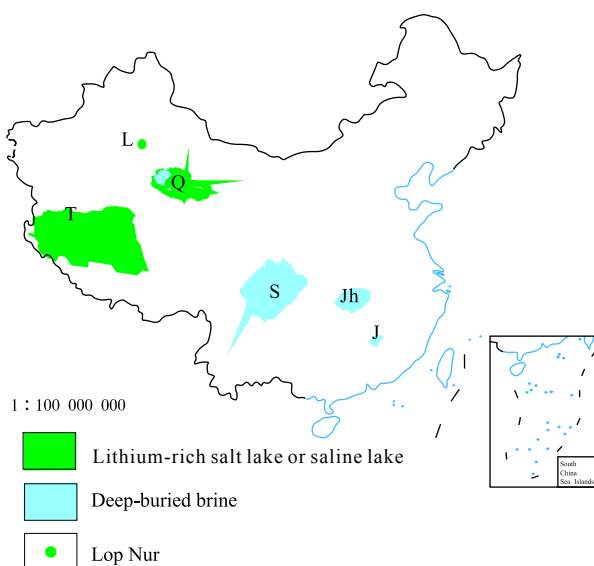 L
Q
T
S
Jh
J
1：100 000 000
Lithium-rich salt lake or saline lake
Deep-buried brine
Lop Nur
South
China
Sea Islands